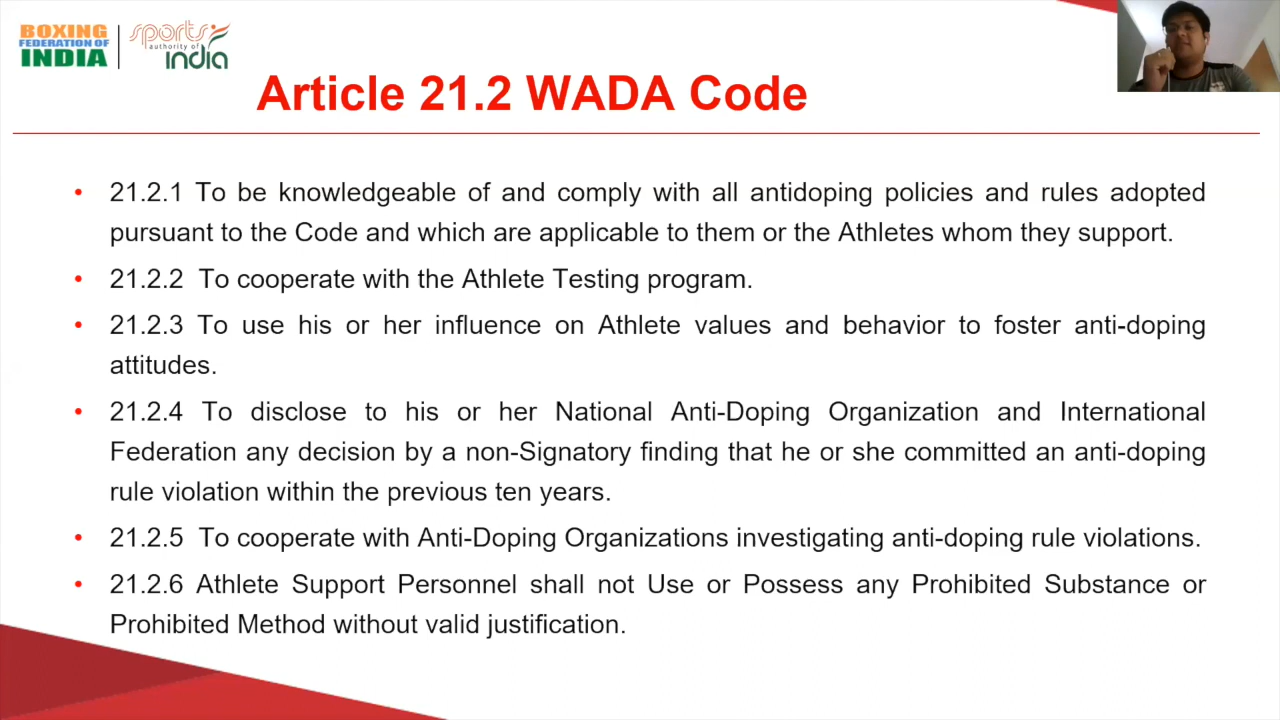 BOXING
FEDERATION OF
INDIA
sports
authority of
india
Article 21.2 WADA Code
• 21.2.1 To be knowledgeable of and comply with all antidoping policies and rules adopted
pursuant to the Code and which are applicable to them or the Athletes whom they support.
• 21.2.2 To cooperate with the Athlete Testing program.
• 21.2.3 To use his or her influence on Athlete values and behavior to foster anti-doping
attitudes.
• 21.2.4 To disclose to his or her National Anti-Doping Organization and International
Federation any decision by a non-Signatory finding that he or she committed an anti-doping
rule violation within the previous ten years.
• 21.2.5 To cooperate with Anti-Doping Organizations investigating anti-doping rule violations.
• 21.2.6 Athlete Support Personnel shall not Use or Possess any Prohibited Substance or
Prohibited Method without valid justification.